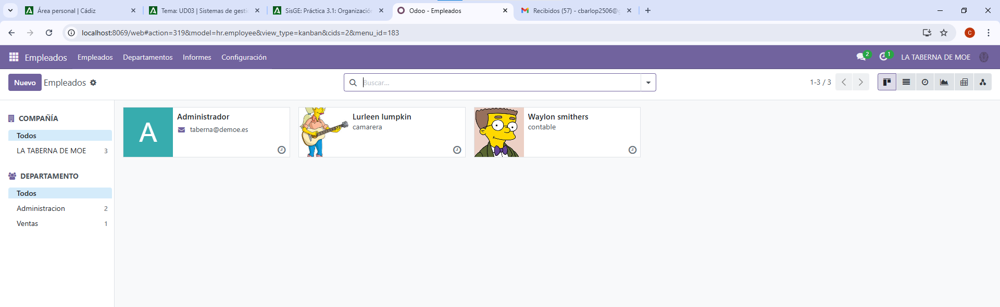 Área personal | Cádiz
Tema: UD03 | Sistemas de gesti
SisGE: Práctica 3.1: Organización
Odoo - Empleados
Recibidos (57) - cbarlop2506@g
localhost:8069/web#action=319&model=hr.employee&view_type=kanban&cids=2&menu_id=183
C
Empleados
Empleados
Departamentos
Informes
Configuración
2
1
LA TABERNA DE MOE
Nuevo
Empleados
Buscar...
1-3 / 3
COMPAÑÍA
Todos
LA TABERNA DE MOE 3
DEPARTAMENTO
Todos
Administracion 2
Ventas 1
A
Administrador
taberna@demoe.es
Lurleen lumpkin
camarera
Waylon smithers
contable